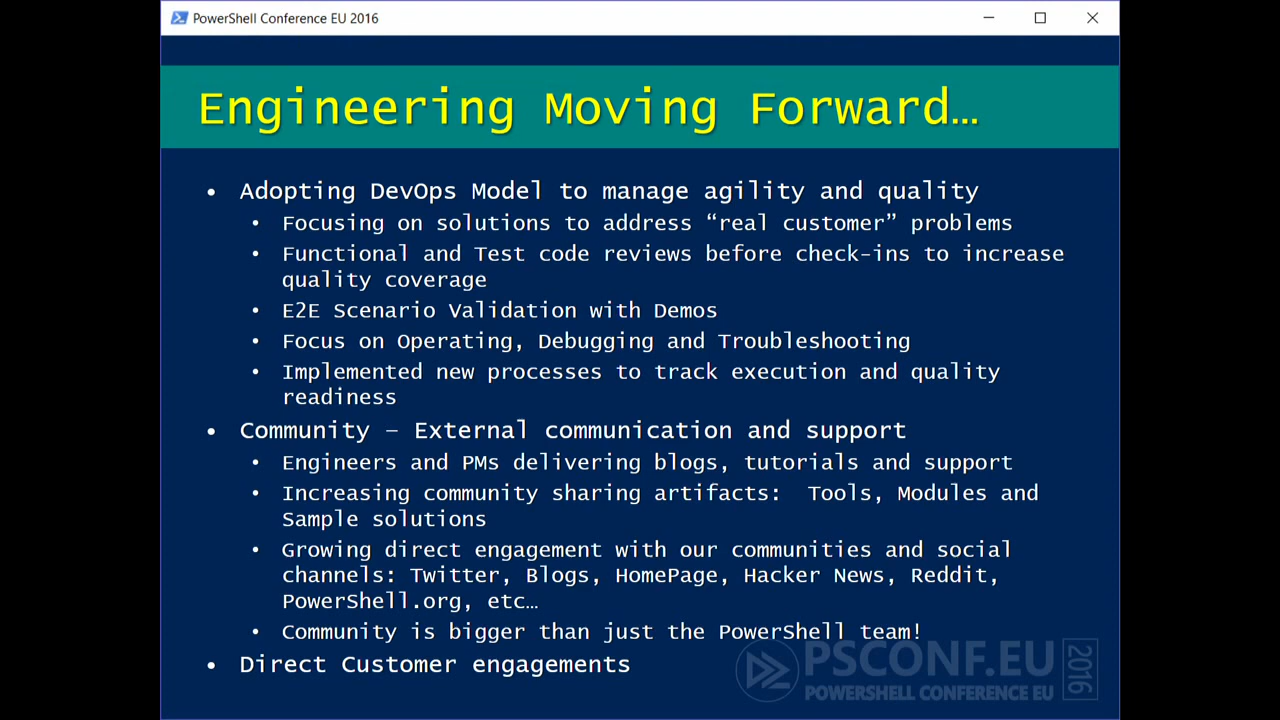 PowerShell Conference EU 2016
Engineering Moving Forward…
• Adopting DevOps Model to manage agility and quality
• Focusing on solutions to address “real customer” problems
• Functional and Test code reviews before check-ins to increase
quality coverage
• E2E Scenario Validation with Demos
• Focus on Operating, Debugging and Troubleshooting
• Implemented new processes to track execution and quality
readiness
• Community – External communication and support
• Engineers and PMs delivering blogs, tutorials and support
• Increasing community sharing artifacts:  Tools, Modules and
Sample solutions
• Growing direct engagement with our communities and social
channels: Twitter, Blogs, HomePage, Hacker News, Reddit,
PowerShell.org, etc…
• Community is bigger than just the PowerShell team!
• Direct Customer engagements
PSCONF.EU
2016
POWERSHELL CONFERENCE EU